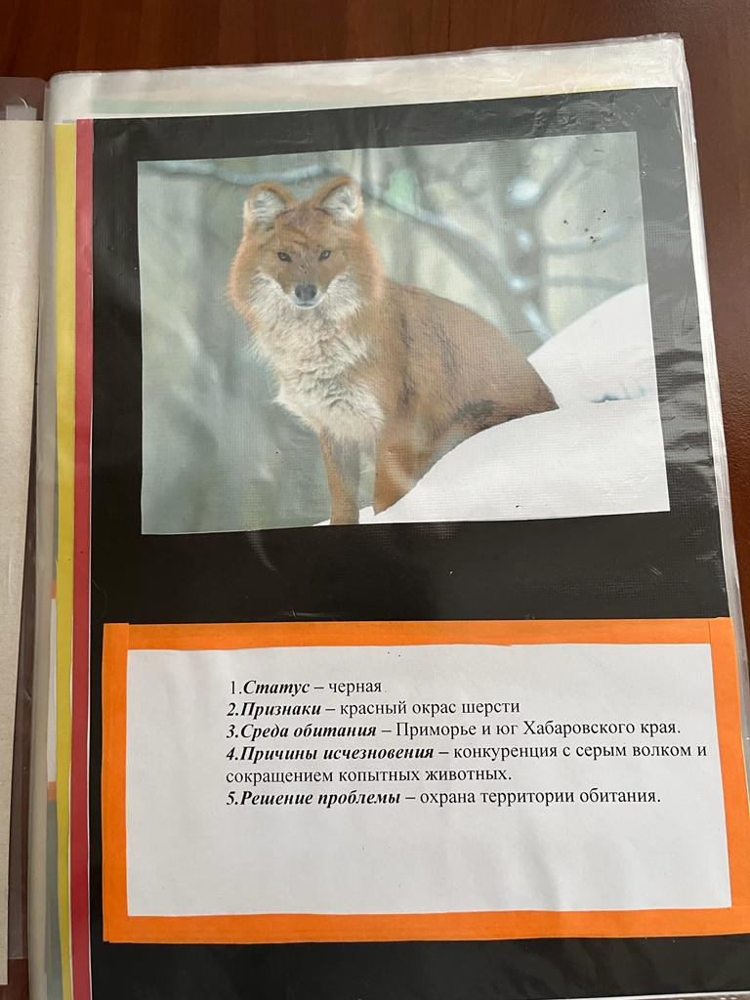 1.Статус – черная
2.Признаки – красный окрас шерсти
3.Среда обитания – Приморье и юг Хабаровского края.
4.Причины исчезновения – конкуренция с серым волком и
сокращением копытных животных.
5.Решение проблемы – охрана территории обитания.